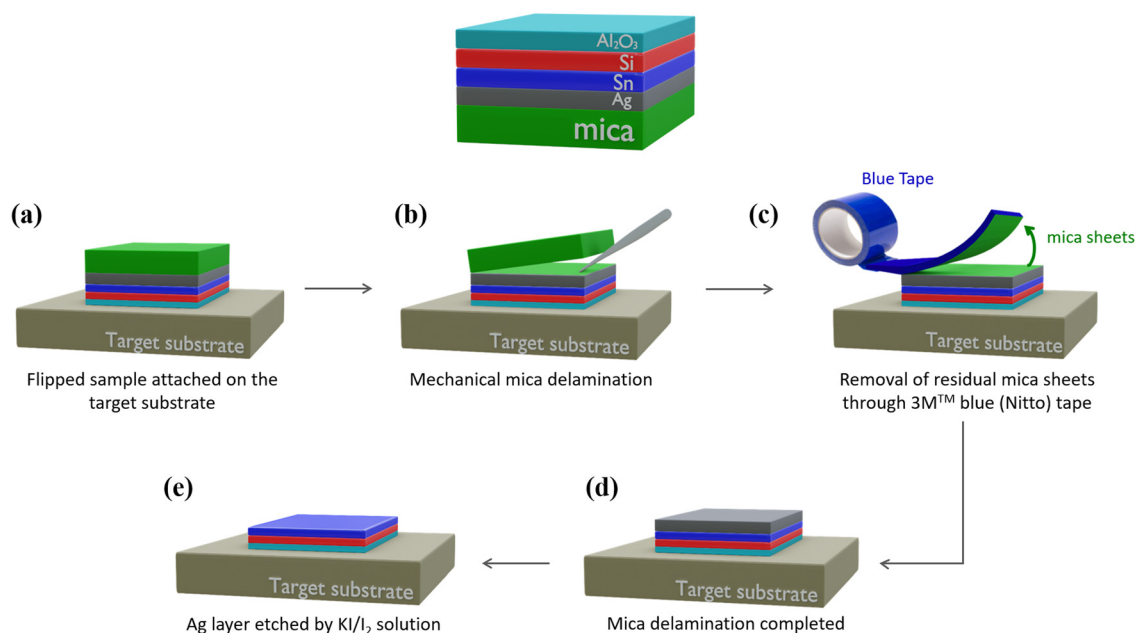 Al₂O₃
Si
Sn
Ag
mica
(a)
Target substrate
Flipped sample attached on the
target substrate
(b)
Target substrate
Mechanical mica delamination
(c)
Blue Tape
mica sheets
Target substrate
Removal of residual mica sheets
through 3M™ blue (Nitto) tape
(e)
Target substrate
Ag layer etched by KI/I₂ solution
(d)
Target substrate
Mica delamination completed